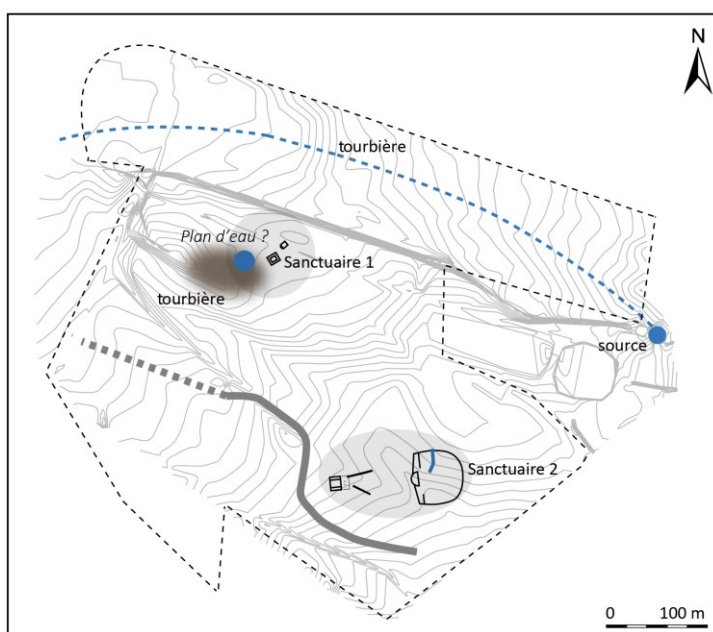 N
tourbière
Plan d'eau ?
Sanctuaire 1
tourbière
source
Sanctuaire 2
0 100 m